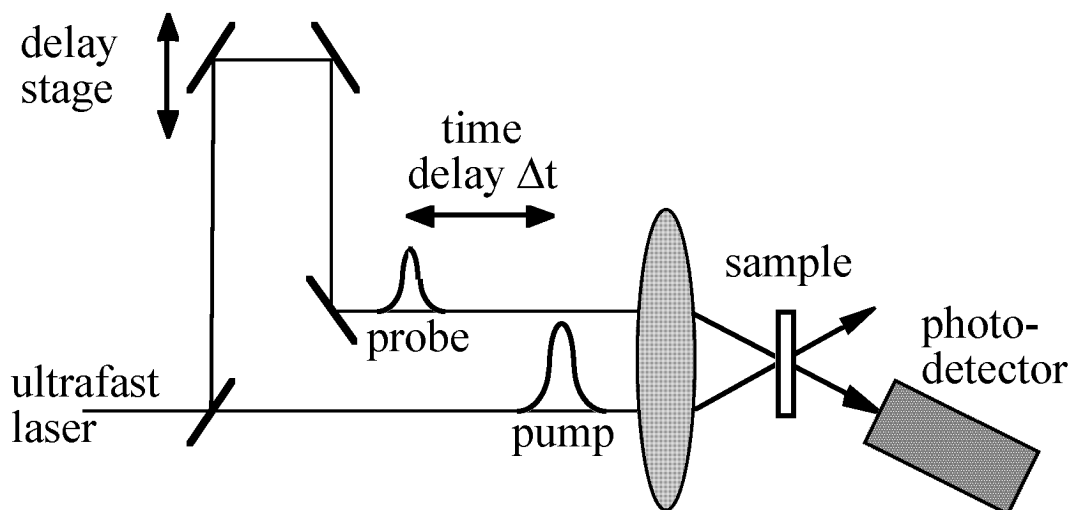 delay
stage
time
delay Δt
sample
probe
photo-
detector
ultrafast
laser
pump